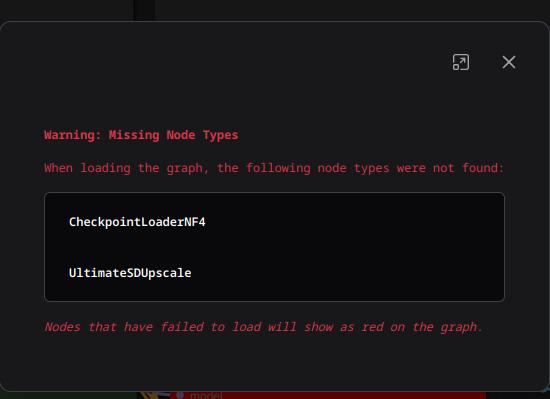 Warning: Missing Node Types
When loading the graph, the following node types were not found:
CheckpointLoaderNF4
UltimateSDUpscale
Nodes that have failed to load will show as red on the graph.
model